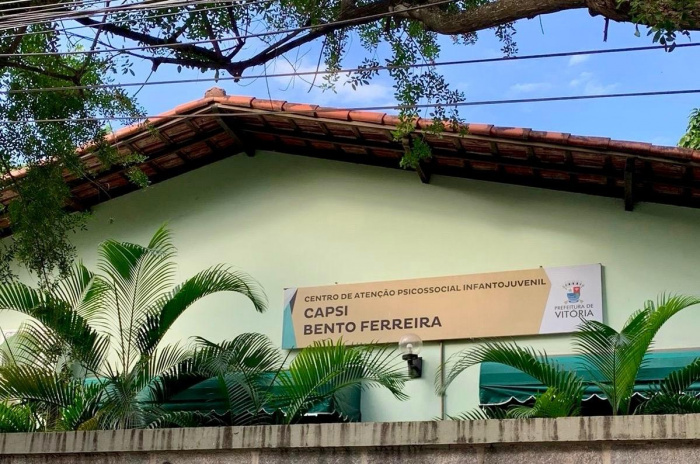 CENTRO DE ATENÇÃO PSICOSSOCIAL INFANTOJUVENIL
CAPSI
BENTO FERREIRA
PREFEITURA DE
VITÓRIA